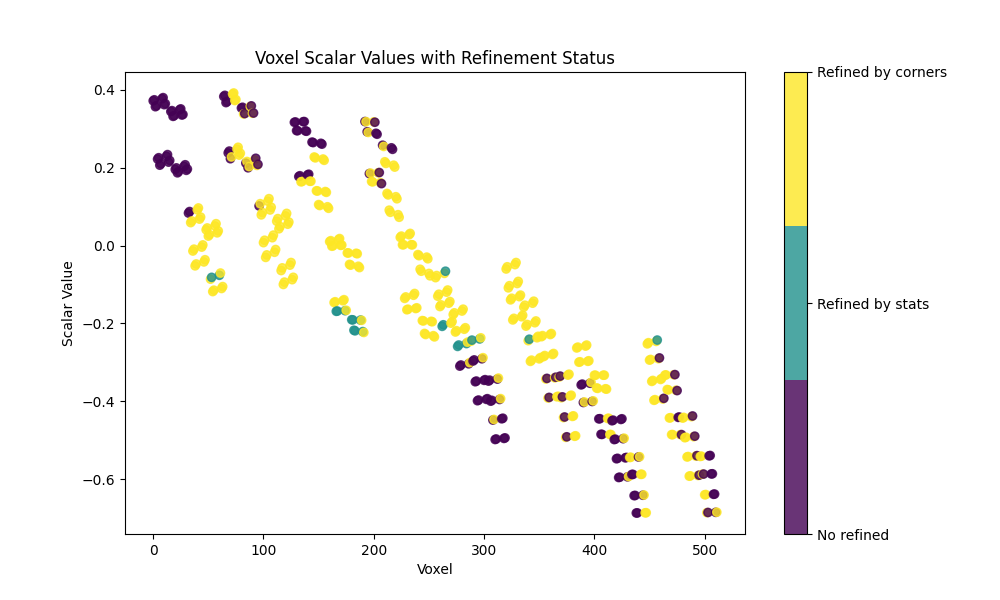 Voxel Scalar Values with Refinement Status
Scalar Value
0.4
0.2
0.0
−0.2
−0.4
−0.6
0
100
200
300
400
500
Voxel
Refined by corners
Refined by stats
No refined